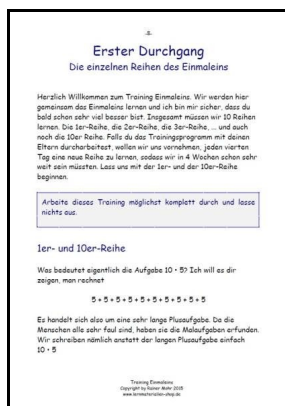 -8-
Erster Durchgang
Die einzelnen Reihen des Einmaleins
Herzlich Willkommen zum Training Einmaleins. Wir werden hier
gemeinsam das Einmaleins lernen und ich bin mir sicher, dass du
bald schon sehr viel besser bist. Insgesamt müssen wir 10 Reihen
lernen. Die 1er-Reihe, die 2er-Reihe, die 3er-Reihe, ... und auch
noch die 10er Reihe. Falls du das Trainingsprogramm mit deinen
Eltern durcharbeitest, wollen wir uns vornehmen, jeden vierten
Tag eine neue Reihe zu lernen, sodass wir in 4 Wochen schon sehr
weit sein müssten. Lass uns mit der 1er- und der 10er-Reihe
beginnen.
Arbeite dieses Training möglichst komplett durch und lasse
nichts aus.
1er- und 10er-Reihe
Was bedeutet eigentlich die Aufgabe 10 • 5? Ich will es dir
zeigen, man rechnet
5 + 5 + 5 + 5 + 5 + 5 + 5 + 5 + 5 + 5
Es handelt sich also um eine sehr lange Plusaufgabe. Da die
Menschen alle sehr faul sind, haben sie die Malaufgaben erfunden.
Wir schreiben nämlich anstatt der langen Plusaufgabe einfach
10 • 5
Training Einmaleins
Copyright by Rainer Mohr 2015
www.lernmaterialien-shop.de